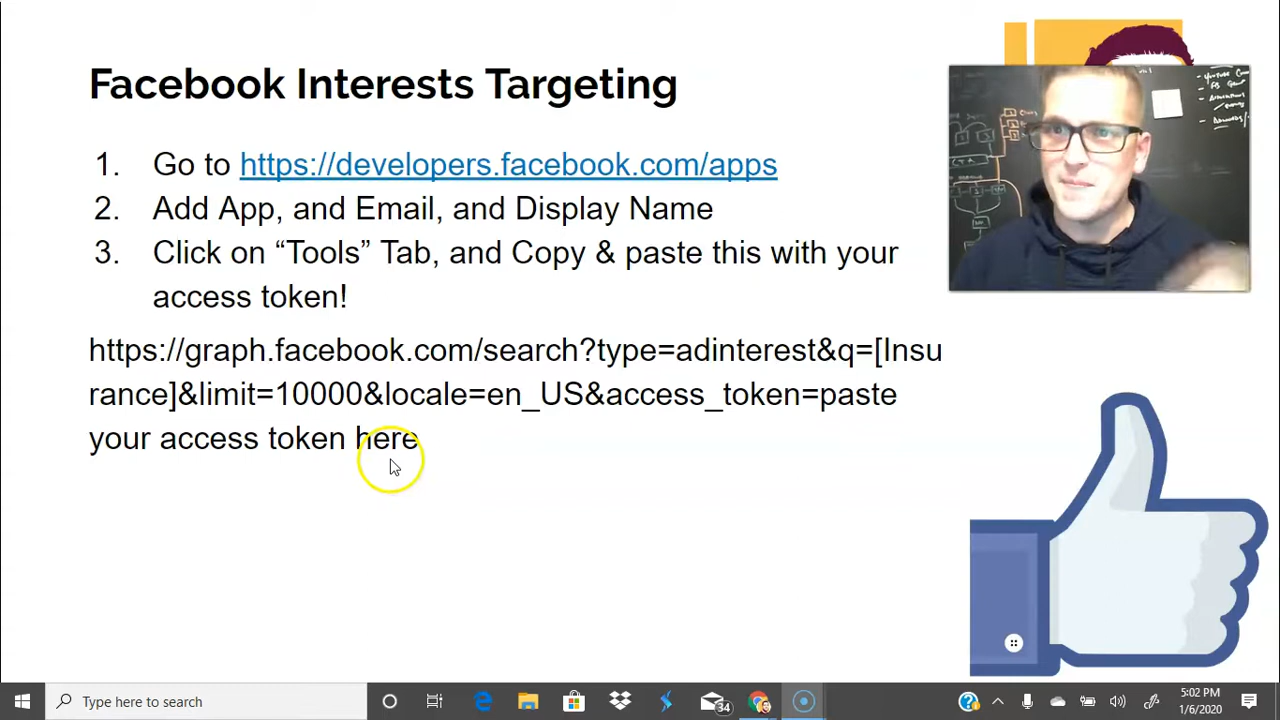 Facebook Interests Targeting
1. Go to https://developers.facebook.com/apps
2. Add App, and Email, and Display Name
3. Click on “Tools” Tab, and Copy & paste this with your
access token!
https://graph.facebook.com/search?type=adinterest&q=[Insu
rance]&limit=10000&locale=en_US&access_token=paste
your access token here
Type here to search
34
5:02 PM
1/6/2020